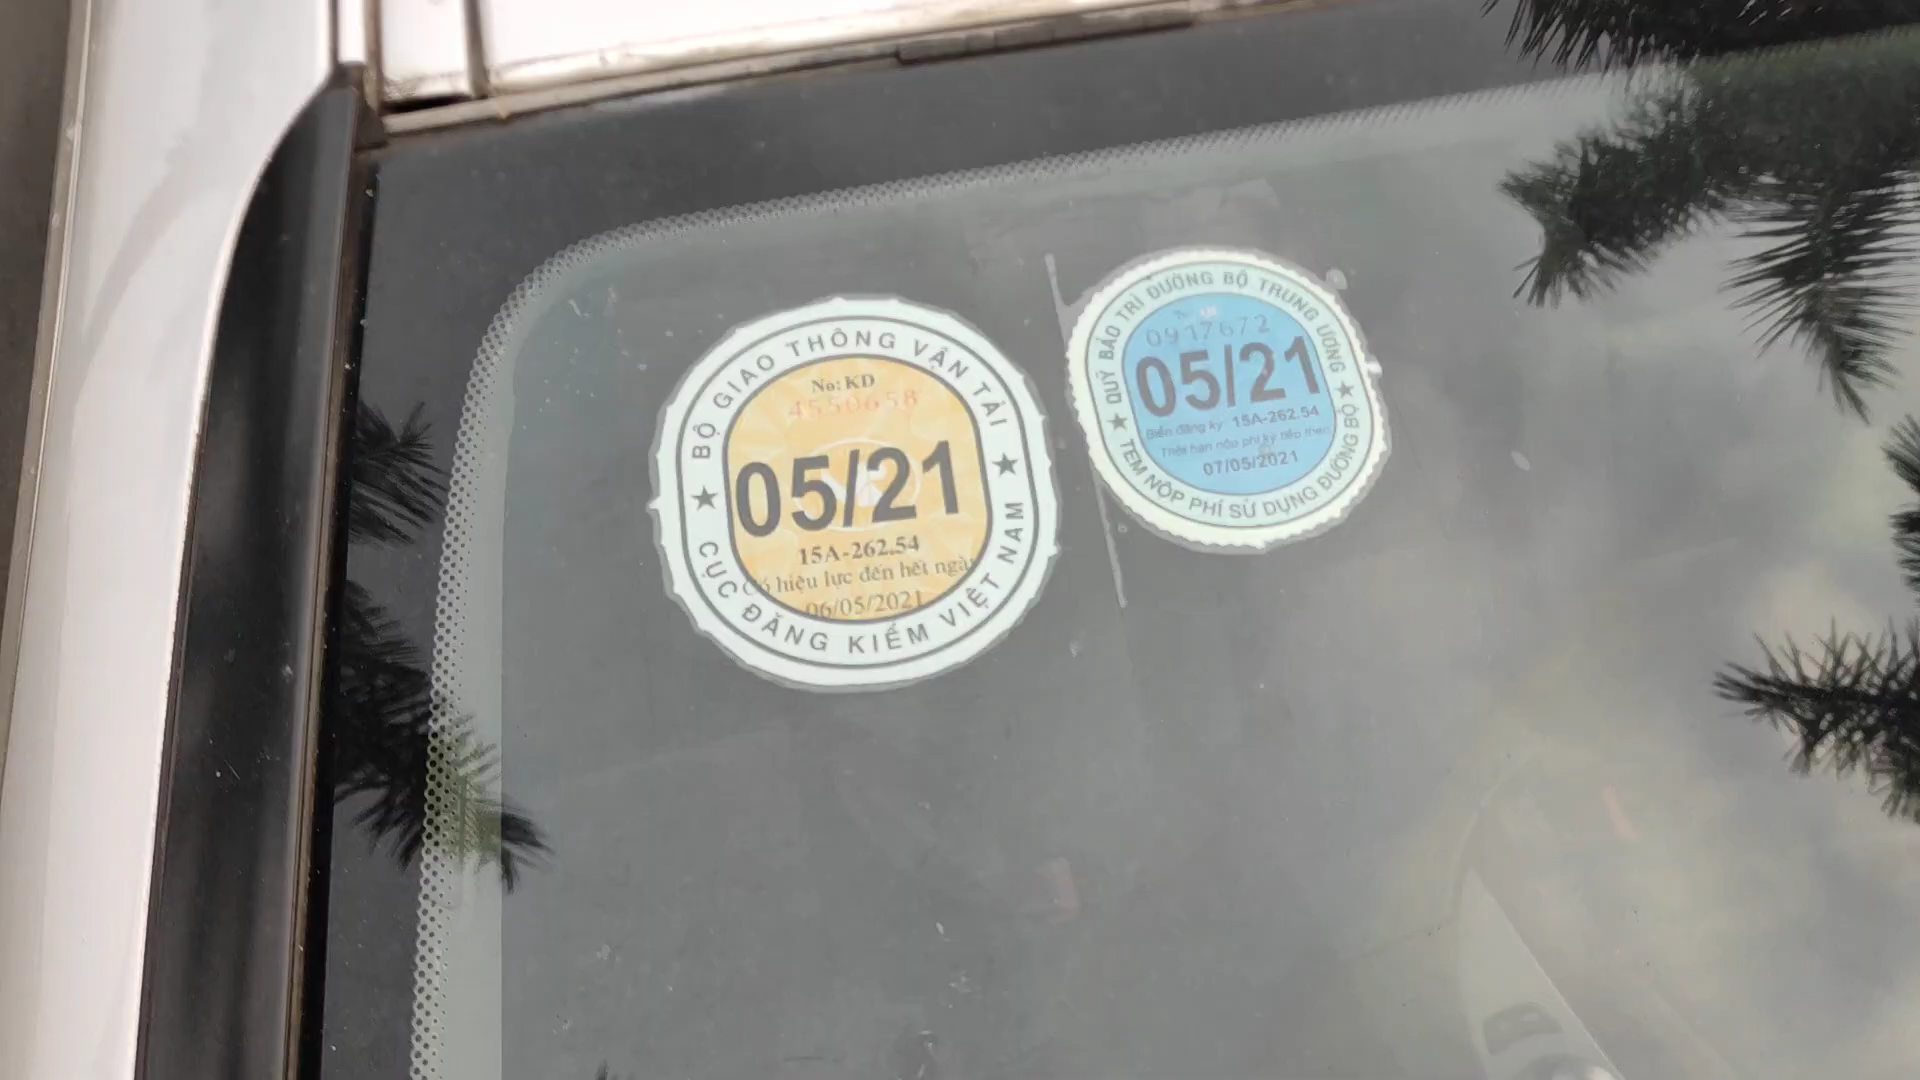 BỘ GIAO THÔNG VẬN TẢI
No: KD
4550658
05/21
15A-262.54
Có hiệu lực đến hết ngày
06/05/2021
★ CỤC ĐĂNG KIỂM VIỆT NAM ★
QUỸ BẢO TRÌ ĐƯỜNG BỘ TRUNG ƯƠNG
0917672
05/21
Biển đăng ký: 15A-262.54
Thời hạn nộp phí kỳ tiếp theo
07/05/2021
★ TEM NỘP PHÍ SỬ DỤNG ĐƯỜNG BỘ ★